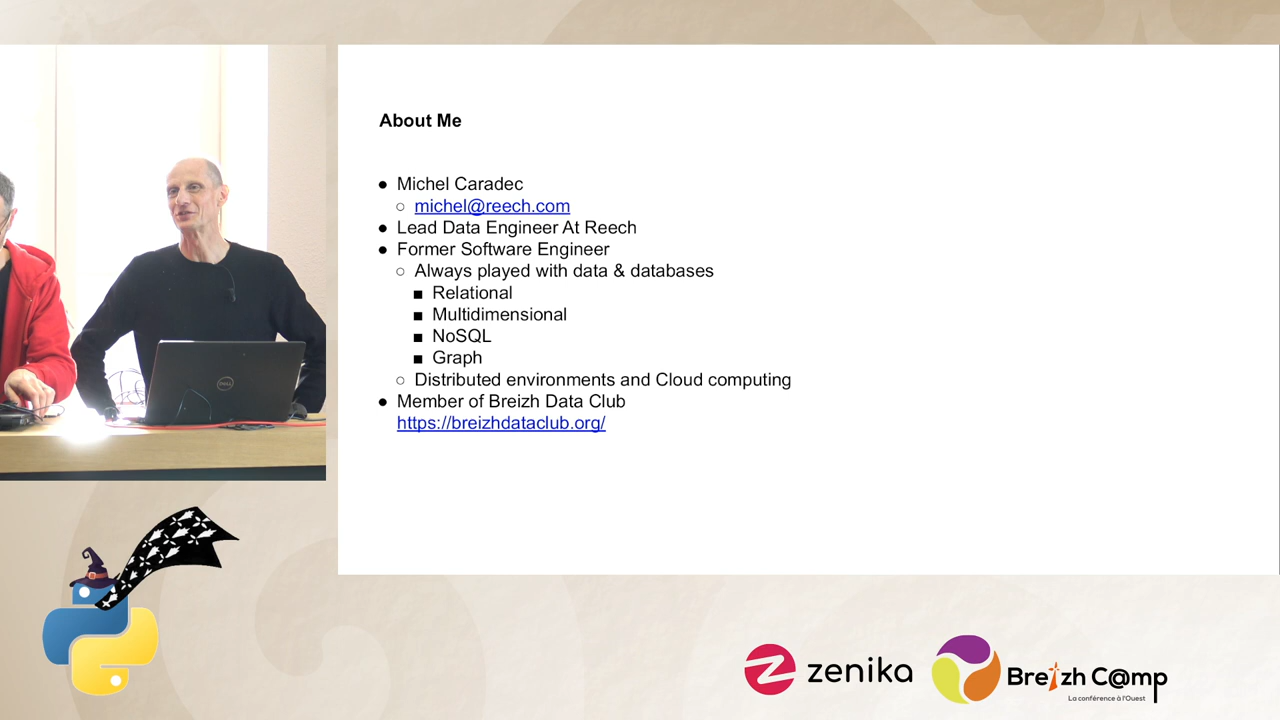 About Me
● Michel Caradec
○ michel@reech.com
● Lead Data Engineer At Reech
● Former Software Engineer
○ Always played with data & databases
■ Relational
■ Multidimensional
■ NoSQL
■ Graph
○ Distributed environments and Cloud computing
● Member of Breizh Data Club
https://breizhdataclub.org/
DELL
zenika
Breizh C@mp
La conférence à l'Ouest